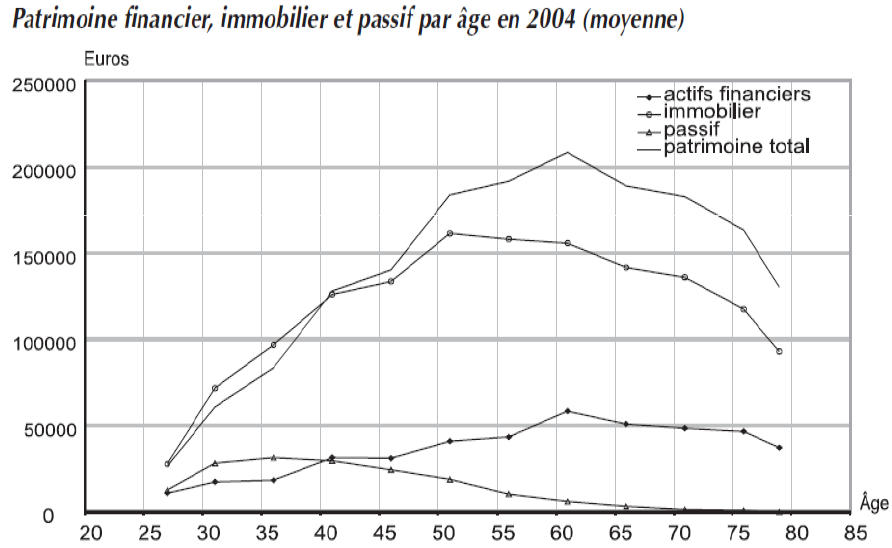 Patrimoine financier, immobilier et passif par âge en 2004 (moyenne)
Euros
250000
actifs financiers
immobilier
passif
patrimoine total
200000
150000
100000
50000
0
Âge
20 25 30 35 40 45 50 55 60 65 70 75 80 85